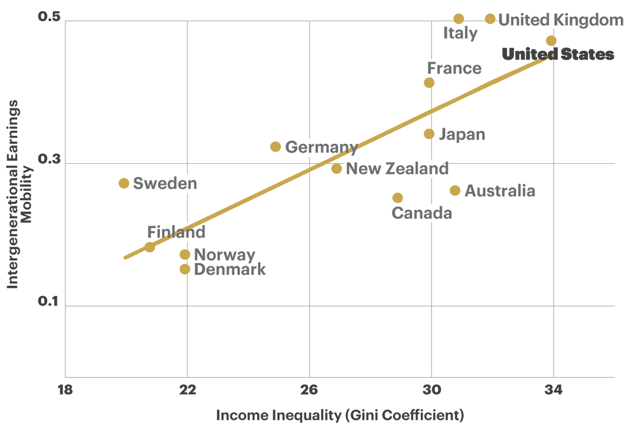 0.5
United Kingdom
Italy
United States
France
Japan
Germany
0.3
New Zealand
Sweden
Australia
Canada
Finland
Norway
Denmark
0.1
18
22
26
30
34
Income Inequality (Gini Coefficient)
Intergenerational Earnings
Mobility